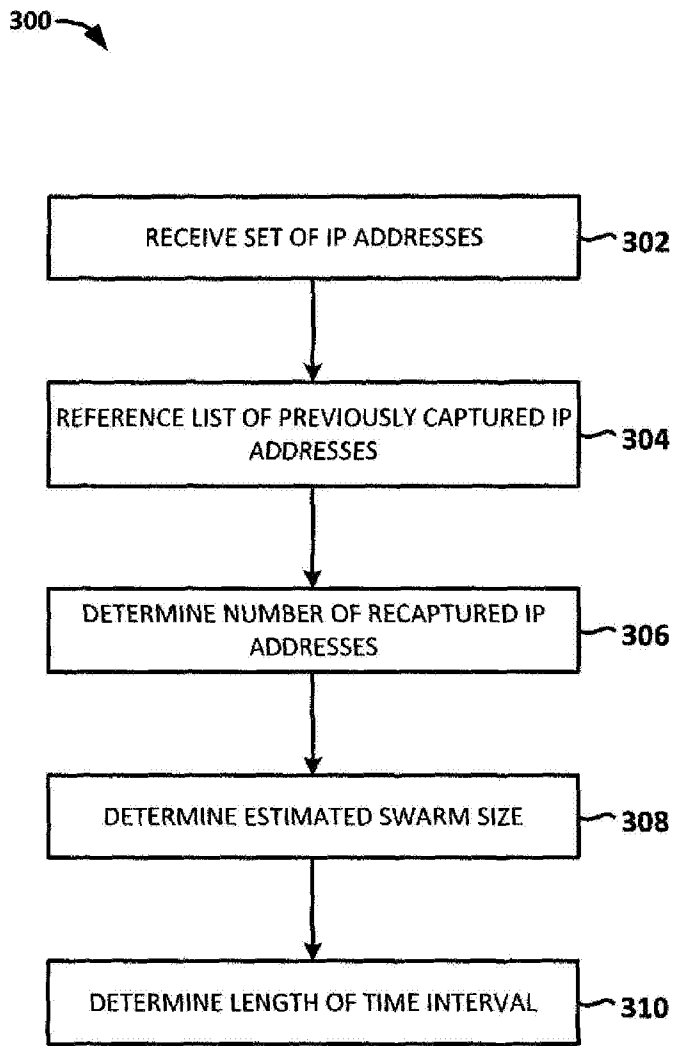 300
RECEIVE SET OF IP ADDRESSES
302
REFERENCE LIST OF PREVIOUSLY CAPTURED IP
ADDRESSES
304
DETERMINE NUMBER OF RECAPTURED IP
ADDRESSES
306
DETERMINE ESTIMATED SWARM SIZE
308
DETERMINE LENGTH OF TIME INTERVAL
310